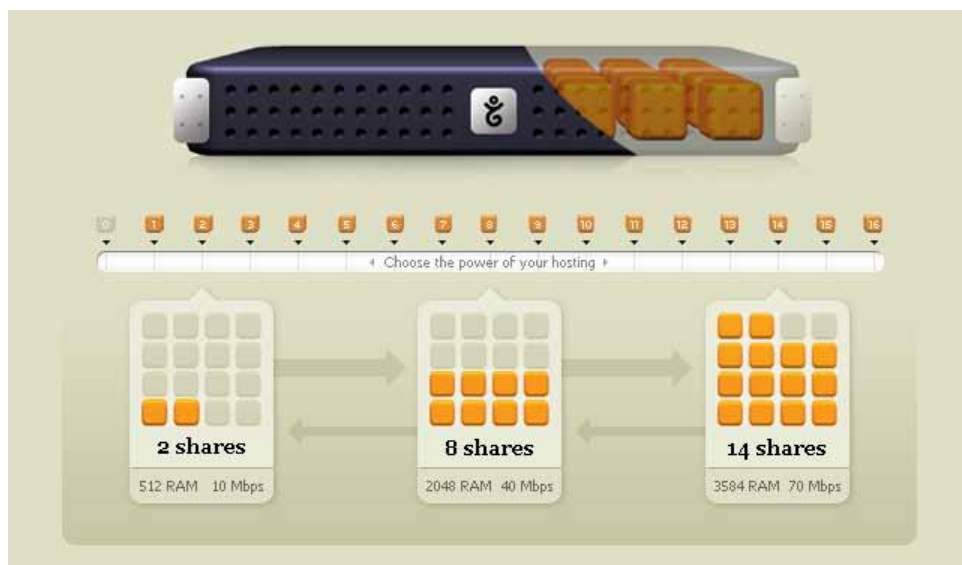 0 1 2 3 4 5 6 7 8 9 10 11 12 13 14 15 16
Choose the power of your hosting
2 shares
8 shares
14 shares
512 RAM 10 Mbps
2048 RAM 40 Mbps
3584 RAM 70 Mbps